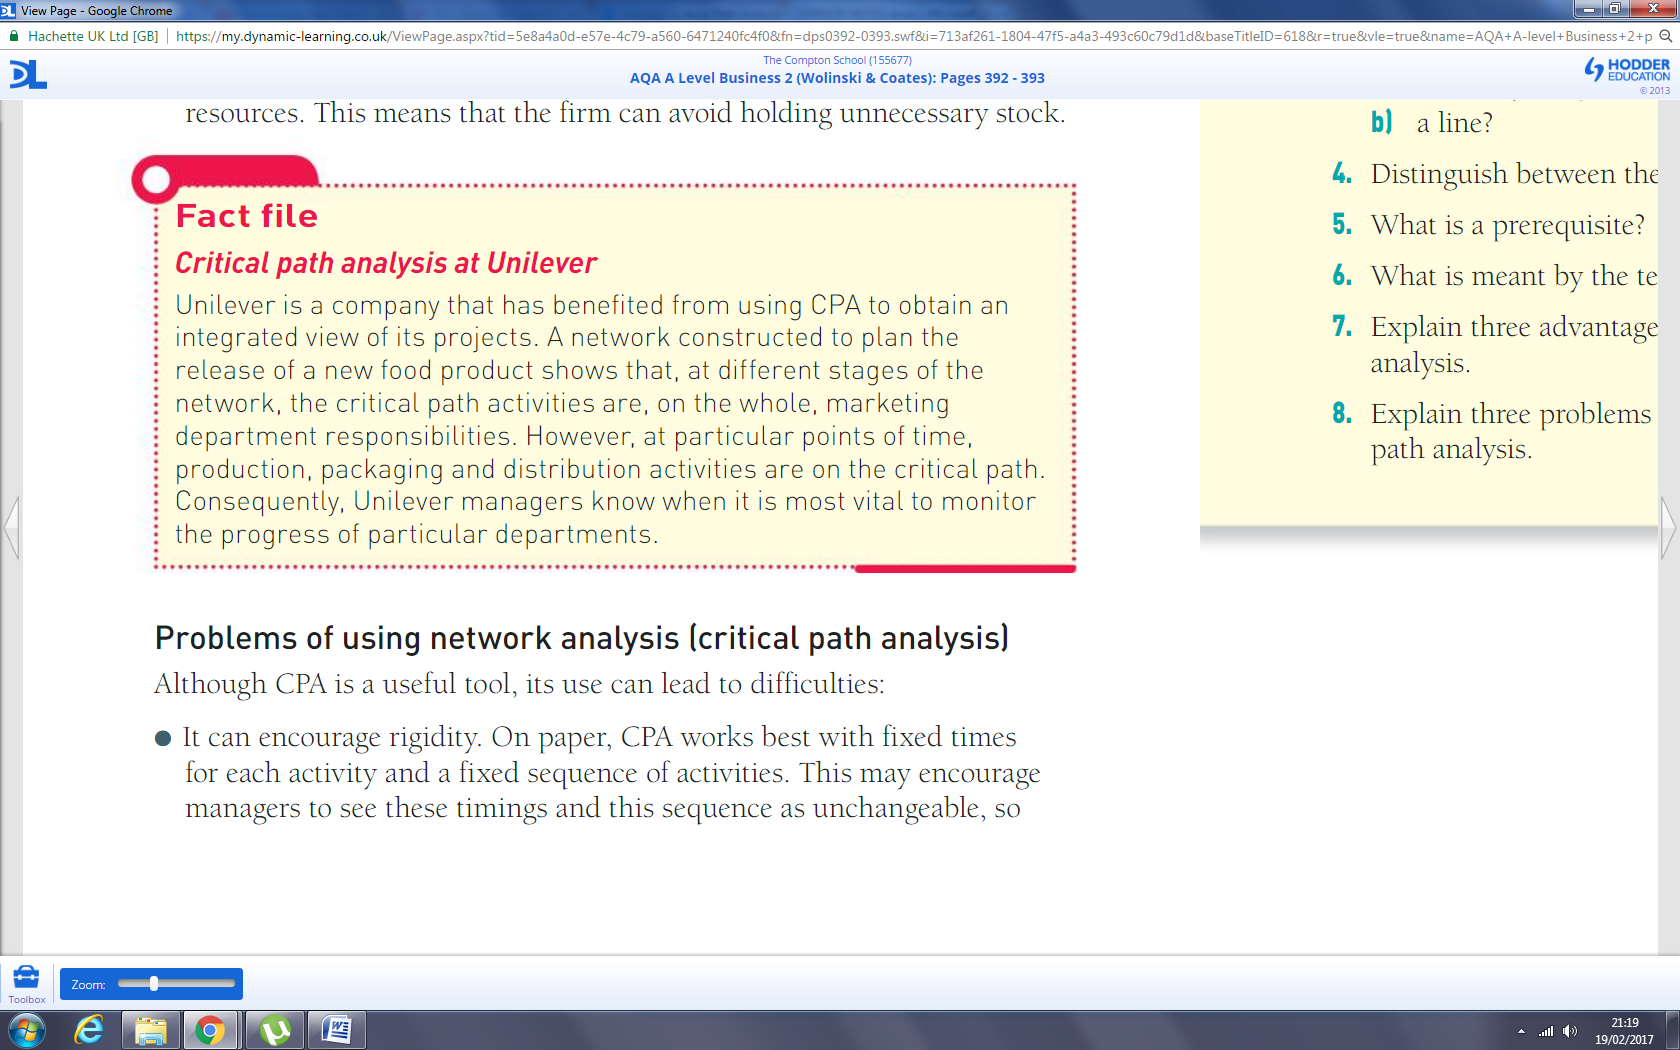 View Page - Google Chrome
Hachette UK Ltd [GB] https://my.dynamic-learning.co.uk/ViewPage.aspx?tid=5e8a4a0d-e57e-4c79-a560-6471240fc4f0&fn=dps0392-0393.swf&i=713af261-1804-47f5-a4a3-493c60c79d1d&baseTitleID=618&r=true&vle=true&name=AQA+A-level+Business+2+p
DL
The Compton School (155677)
AQA A Level Business 2 (Wolinski & Coates): Pages 392 - 393
HODDER
EDUCATION
© 2013
resources. This means that the firm can avoid holding unnecessary stock.
Fact file
Critical path analysis at Unilever
Unilever is a company that has benefited from using CPA to obtain an
integrated view of its projects. A network constructed to plan the
release of a new food product shows that, at different stages of the
network, the critical path activities are, on the whole, marketing
department responsibilities. However, at particular points of time,
production, packaging and distribution activities are on the critical path.
Consequently, Unilever managers know when it is most vital to monitor
the progress of particular departments.
Problems of using network analysis (critical path analysis)
Although CPA is a useful tool, its use can lead to difficulties:
● It can encourage rigidity. On paper, CPA works best with fixed times
for each activity and a fixed sequence of activities. This may encourage
managers to see these timings and this sequence as unchangeable, so
b) a line?
4. Distinguish between the
5. What is a prerequisite?
6. What is meant by the te
7. Explain three advantage
analysis.
8. Explain three problems
path analysis.
Toolbox
Zoom:
21:19
19/02/2017